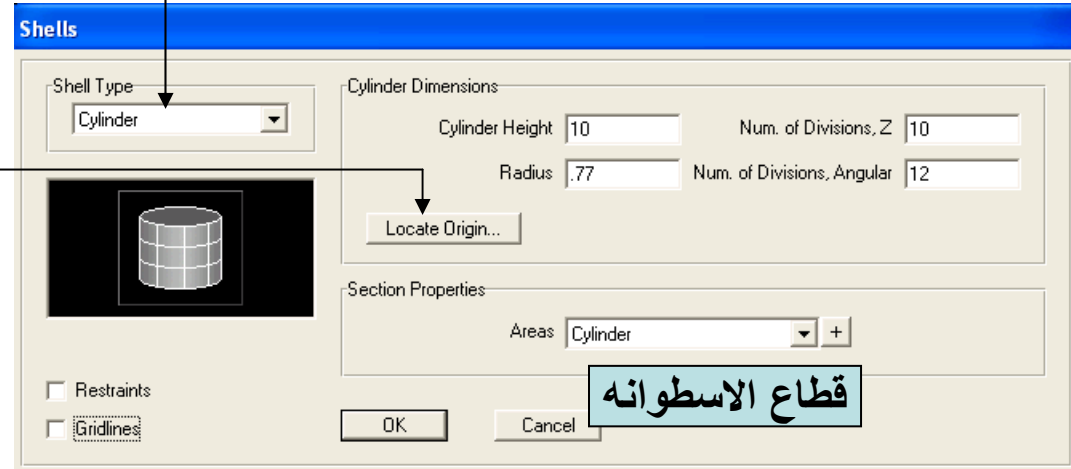 Shells
Shell Type
Cylinder
Cylinder Dimensions
Cylinder Height 10 Num. of Divisions, Z 10
Radius .77 Num. of Divisions, Angular 12
Locate Origin...
Section Properties
Areas Cylinder +
قطاع الاسطوانه
Restraints
Gridlines
OK Cancel